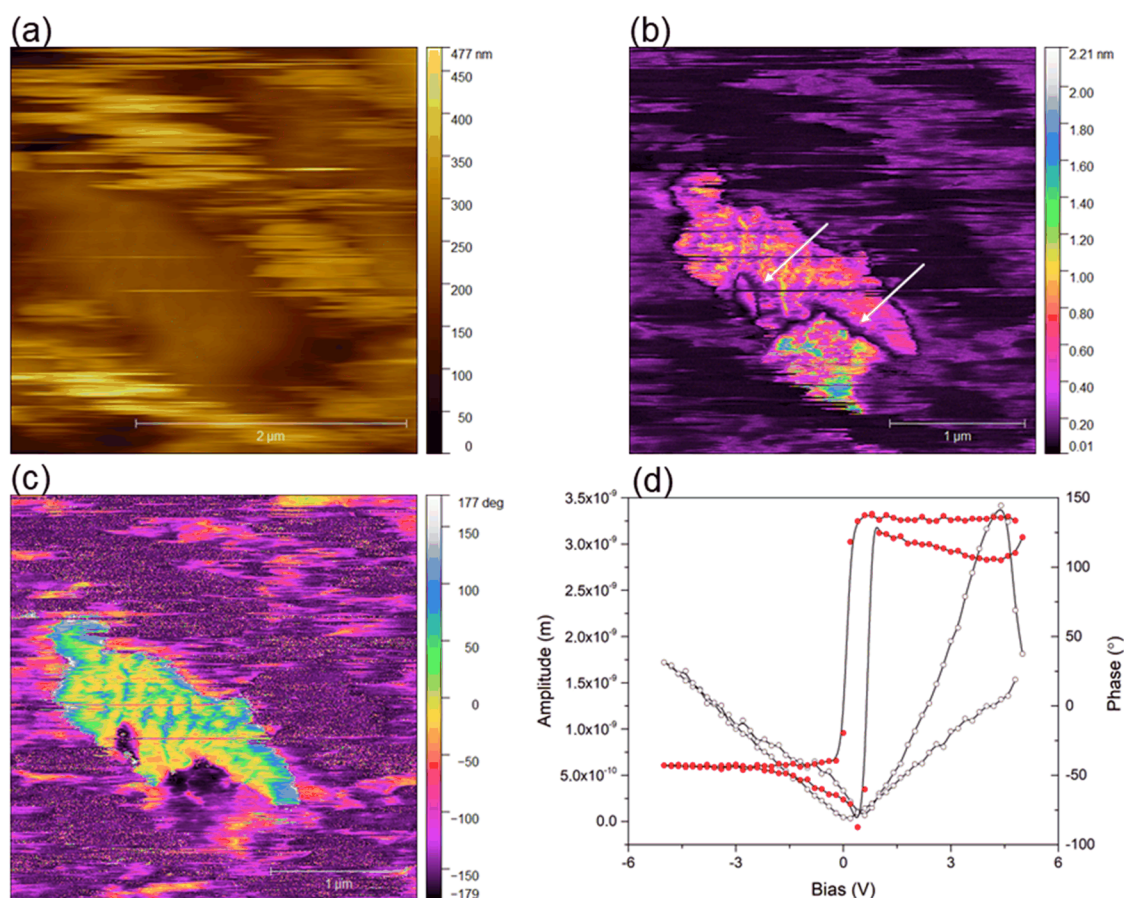 (a)
477 nm
450
400
350
300
250
200
150
100
50
0
2 µm
(b)
2.21 nm
2.00
1.80
1.60
1.40
1.20
1.00
0.80
0.60
0.40
0.20
0.01
1 µm
(c)
177 deg
100
50
0
−50
−100
−150
−179
1 µm
(d)
3.5x10⁻⁹
3.0x10⁻⁹
2.5x10⁻⁹
2.0x10⁻⁹
1.5x10⁻⁹
1.0x10⁻⁹
5.0x10⁻¹⁰
0.0
Amplitude (m)
150
100
50
0
-50
-100
Phase (°)
-6
-3
0
3
6
Bias (V)